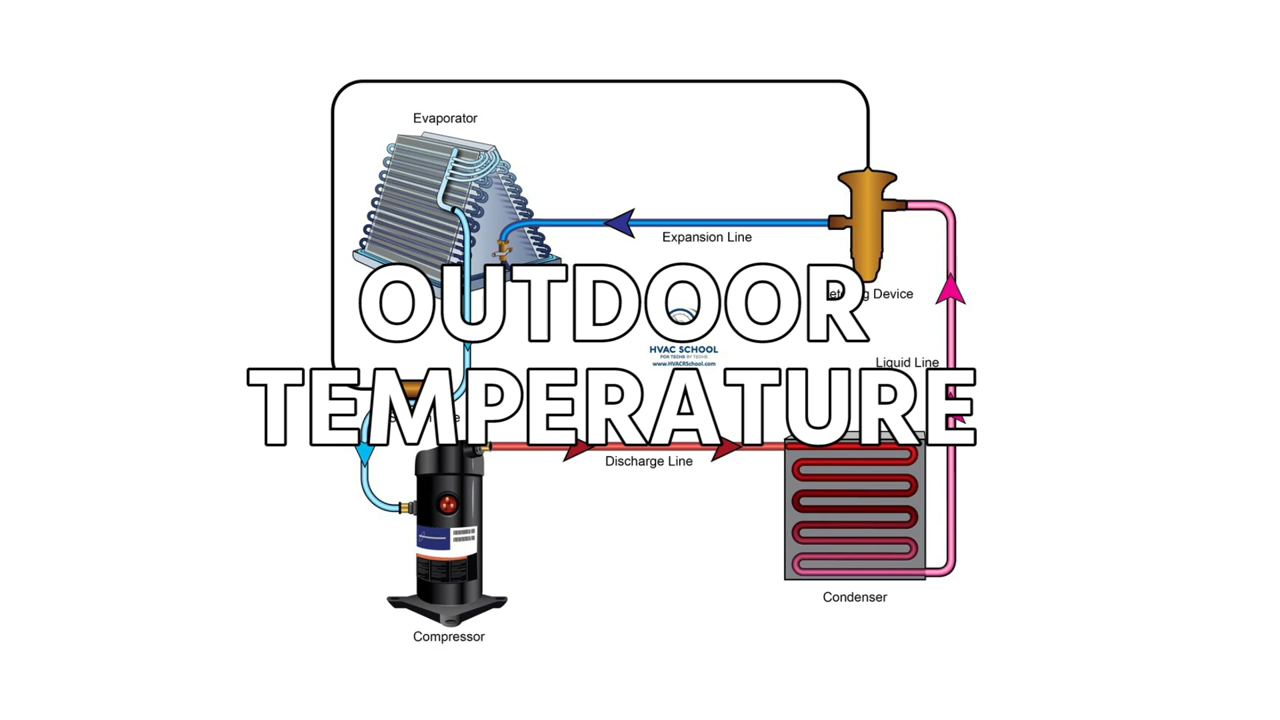 Evaporator
Expansion Line
OUTDOOR
Device
HVAC SCHOOL
FOR TECHS BY TECHS
www.HVACRSchool.com
Liquid Line
TEMPERATURE
Discharge Line
Condenser
Compressor